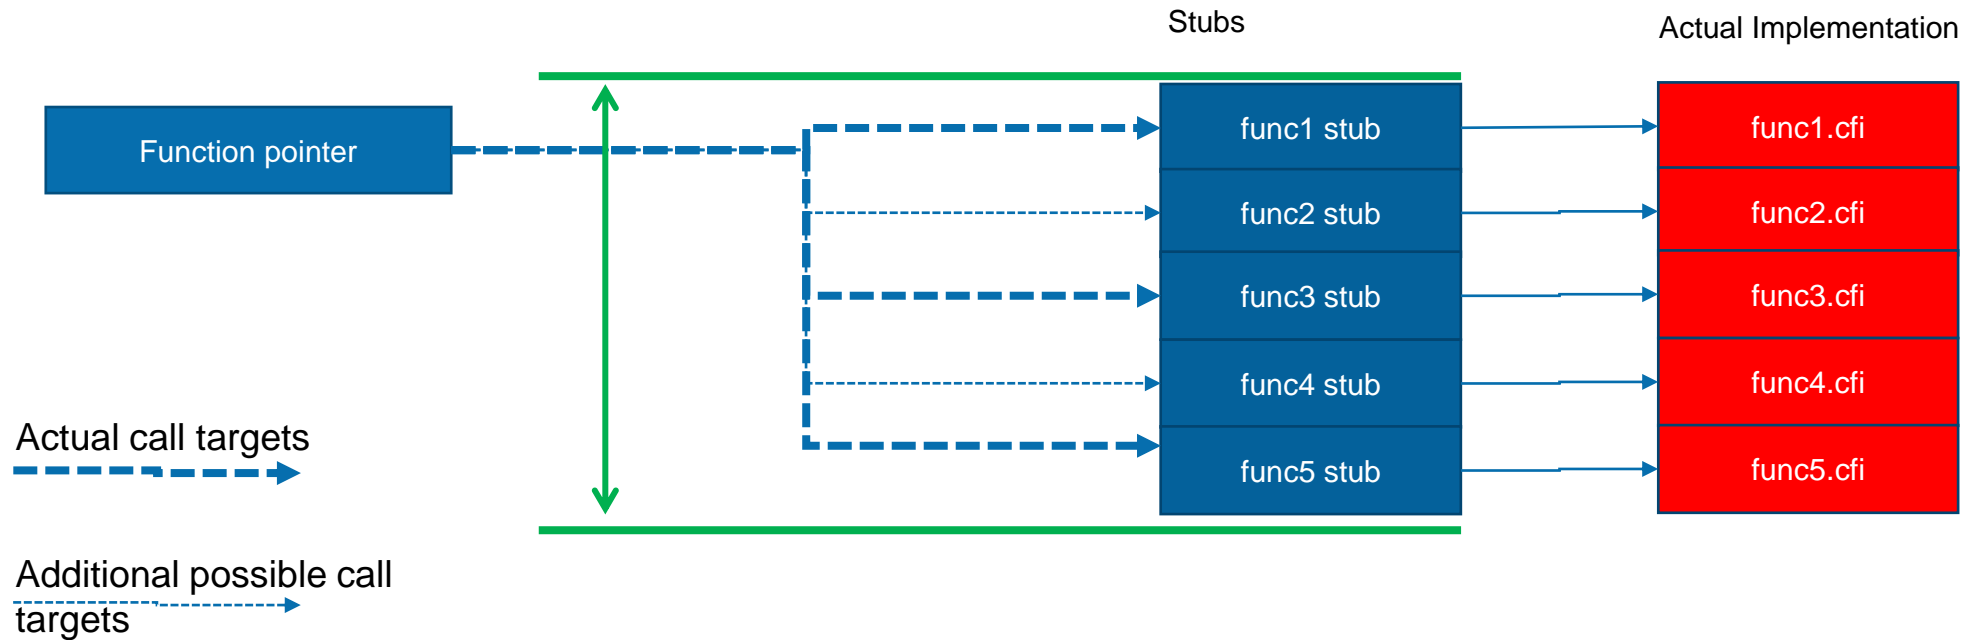 Stubs
Actual Implementation
Function pointer
func1 stub
func1.cfi
func2 stub
func2.cfi
func3 stub
func3.cfi
func4 stub
func4.cfi
func5 stub
func5.cfi
Actual call targets
Additional possible call
targets